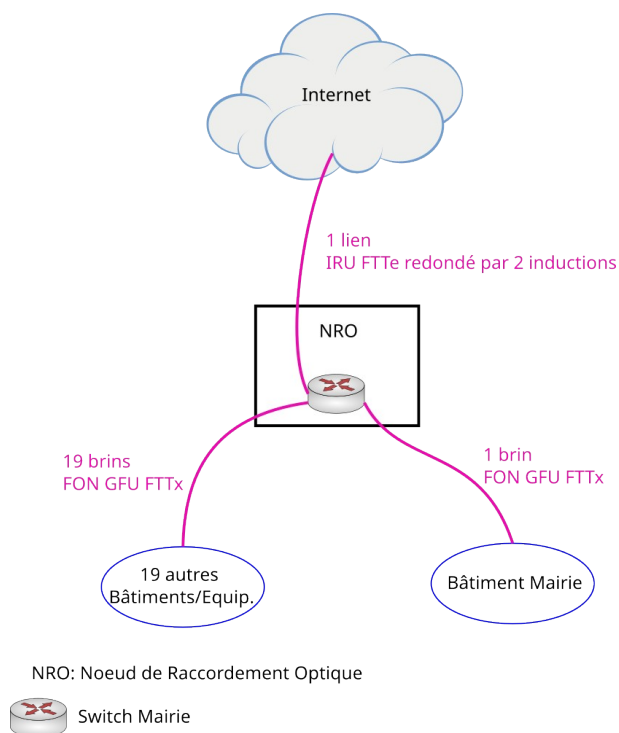 Internet
1 lien
IRU FTTe redondé par 2 inductions
NRO
19 brins
FON GFU FTTx
1 brin
FON GFU FTTx
19 autres
Bâtiments/Equip.
Bâtiment Mairie
NRO: Noeud de Raccordement Optique
Switch Mairie